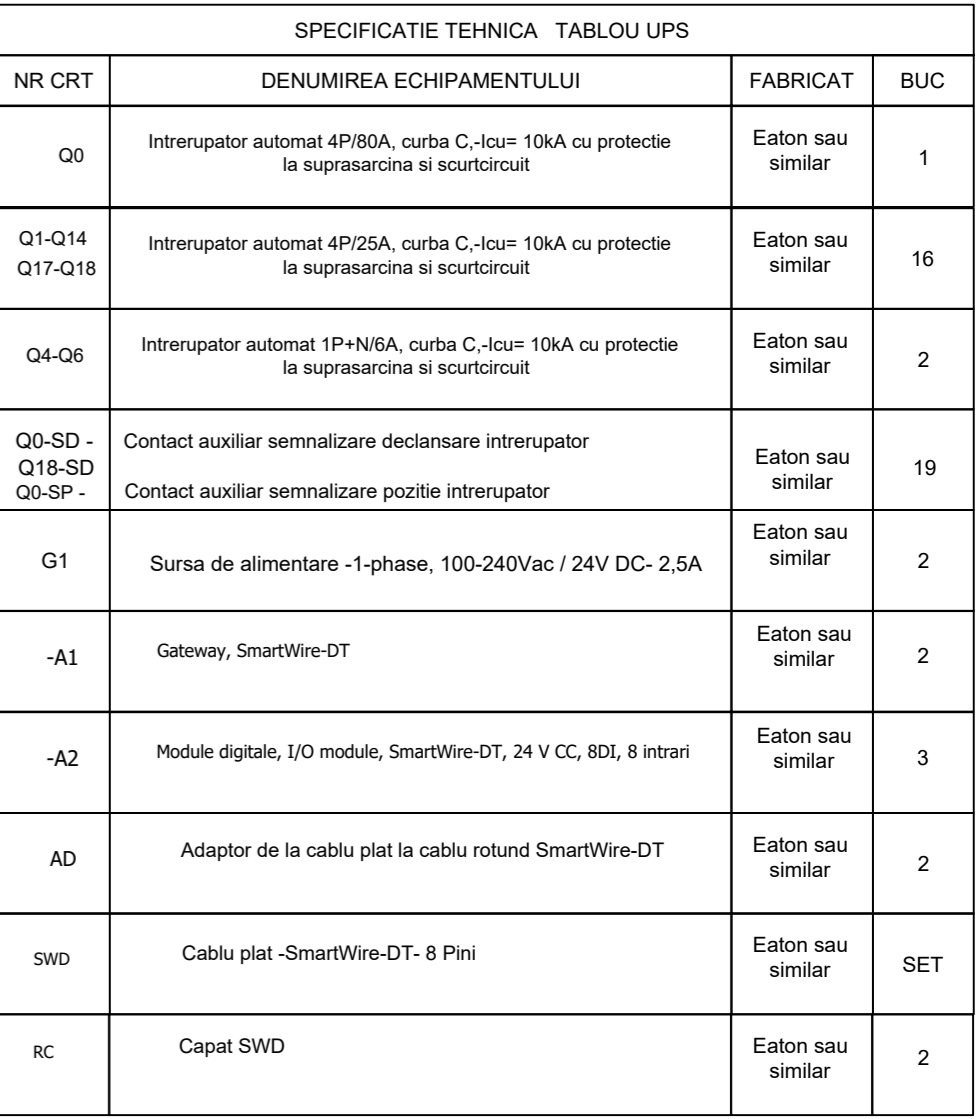 SPECIFICATIE TEHNICA TABLOU UPS
NR CRT DENUMIREA ECHIPAMENTULUI FABRICAT BUC
Q0 Intrerupator automat 4P/80A, curba C,-Icu= 10kA cu protectie la suprasarcina si scurtcircuit Eaton sau similar 1
Q1-Q14 Q17-Q18 Intrerupator automat 4P/25A, curba C,-Icu= 10kA cu protectie la suprasarcina si scurtcircuit Eaton sau similar 16
Q4-Q6 Intrerupator automat 1P+N/6A, curba C,-Icu= 10kA cu protectie la suprasarcina si scurtcircuit Eaton sau similar 2
Q0-SD - Q18-SD Q0-SP - Contact auxiliar semnalizare declansare intrerupator Contact auxiliar semnalizare pozitie intrerupator Eaton sau similar 19
G1 Sursa de alimentare -1-phase, 100-240Vac / 24V DC- 2,5A Eaton sau similar 2
-A1 Gateway, SmartWire-DT Eaton sau similar 2
-A2 Module digitale, I/O module, SmartWire-DT, 24 V CC, 8DI, 8 intrari Eaton sau similar 3
AD Adaptor de la cablu plat la cablu rotund SmartWire-DT Eaton sau similar 2
SWD Cablu plat -SmartWire-DT- 8 Pini Eaton sau similar SET
RC Capat SWD Eaton sau similar 2